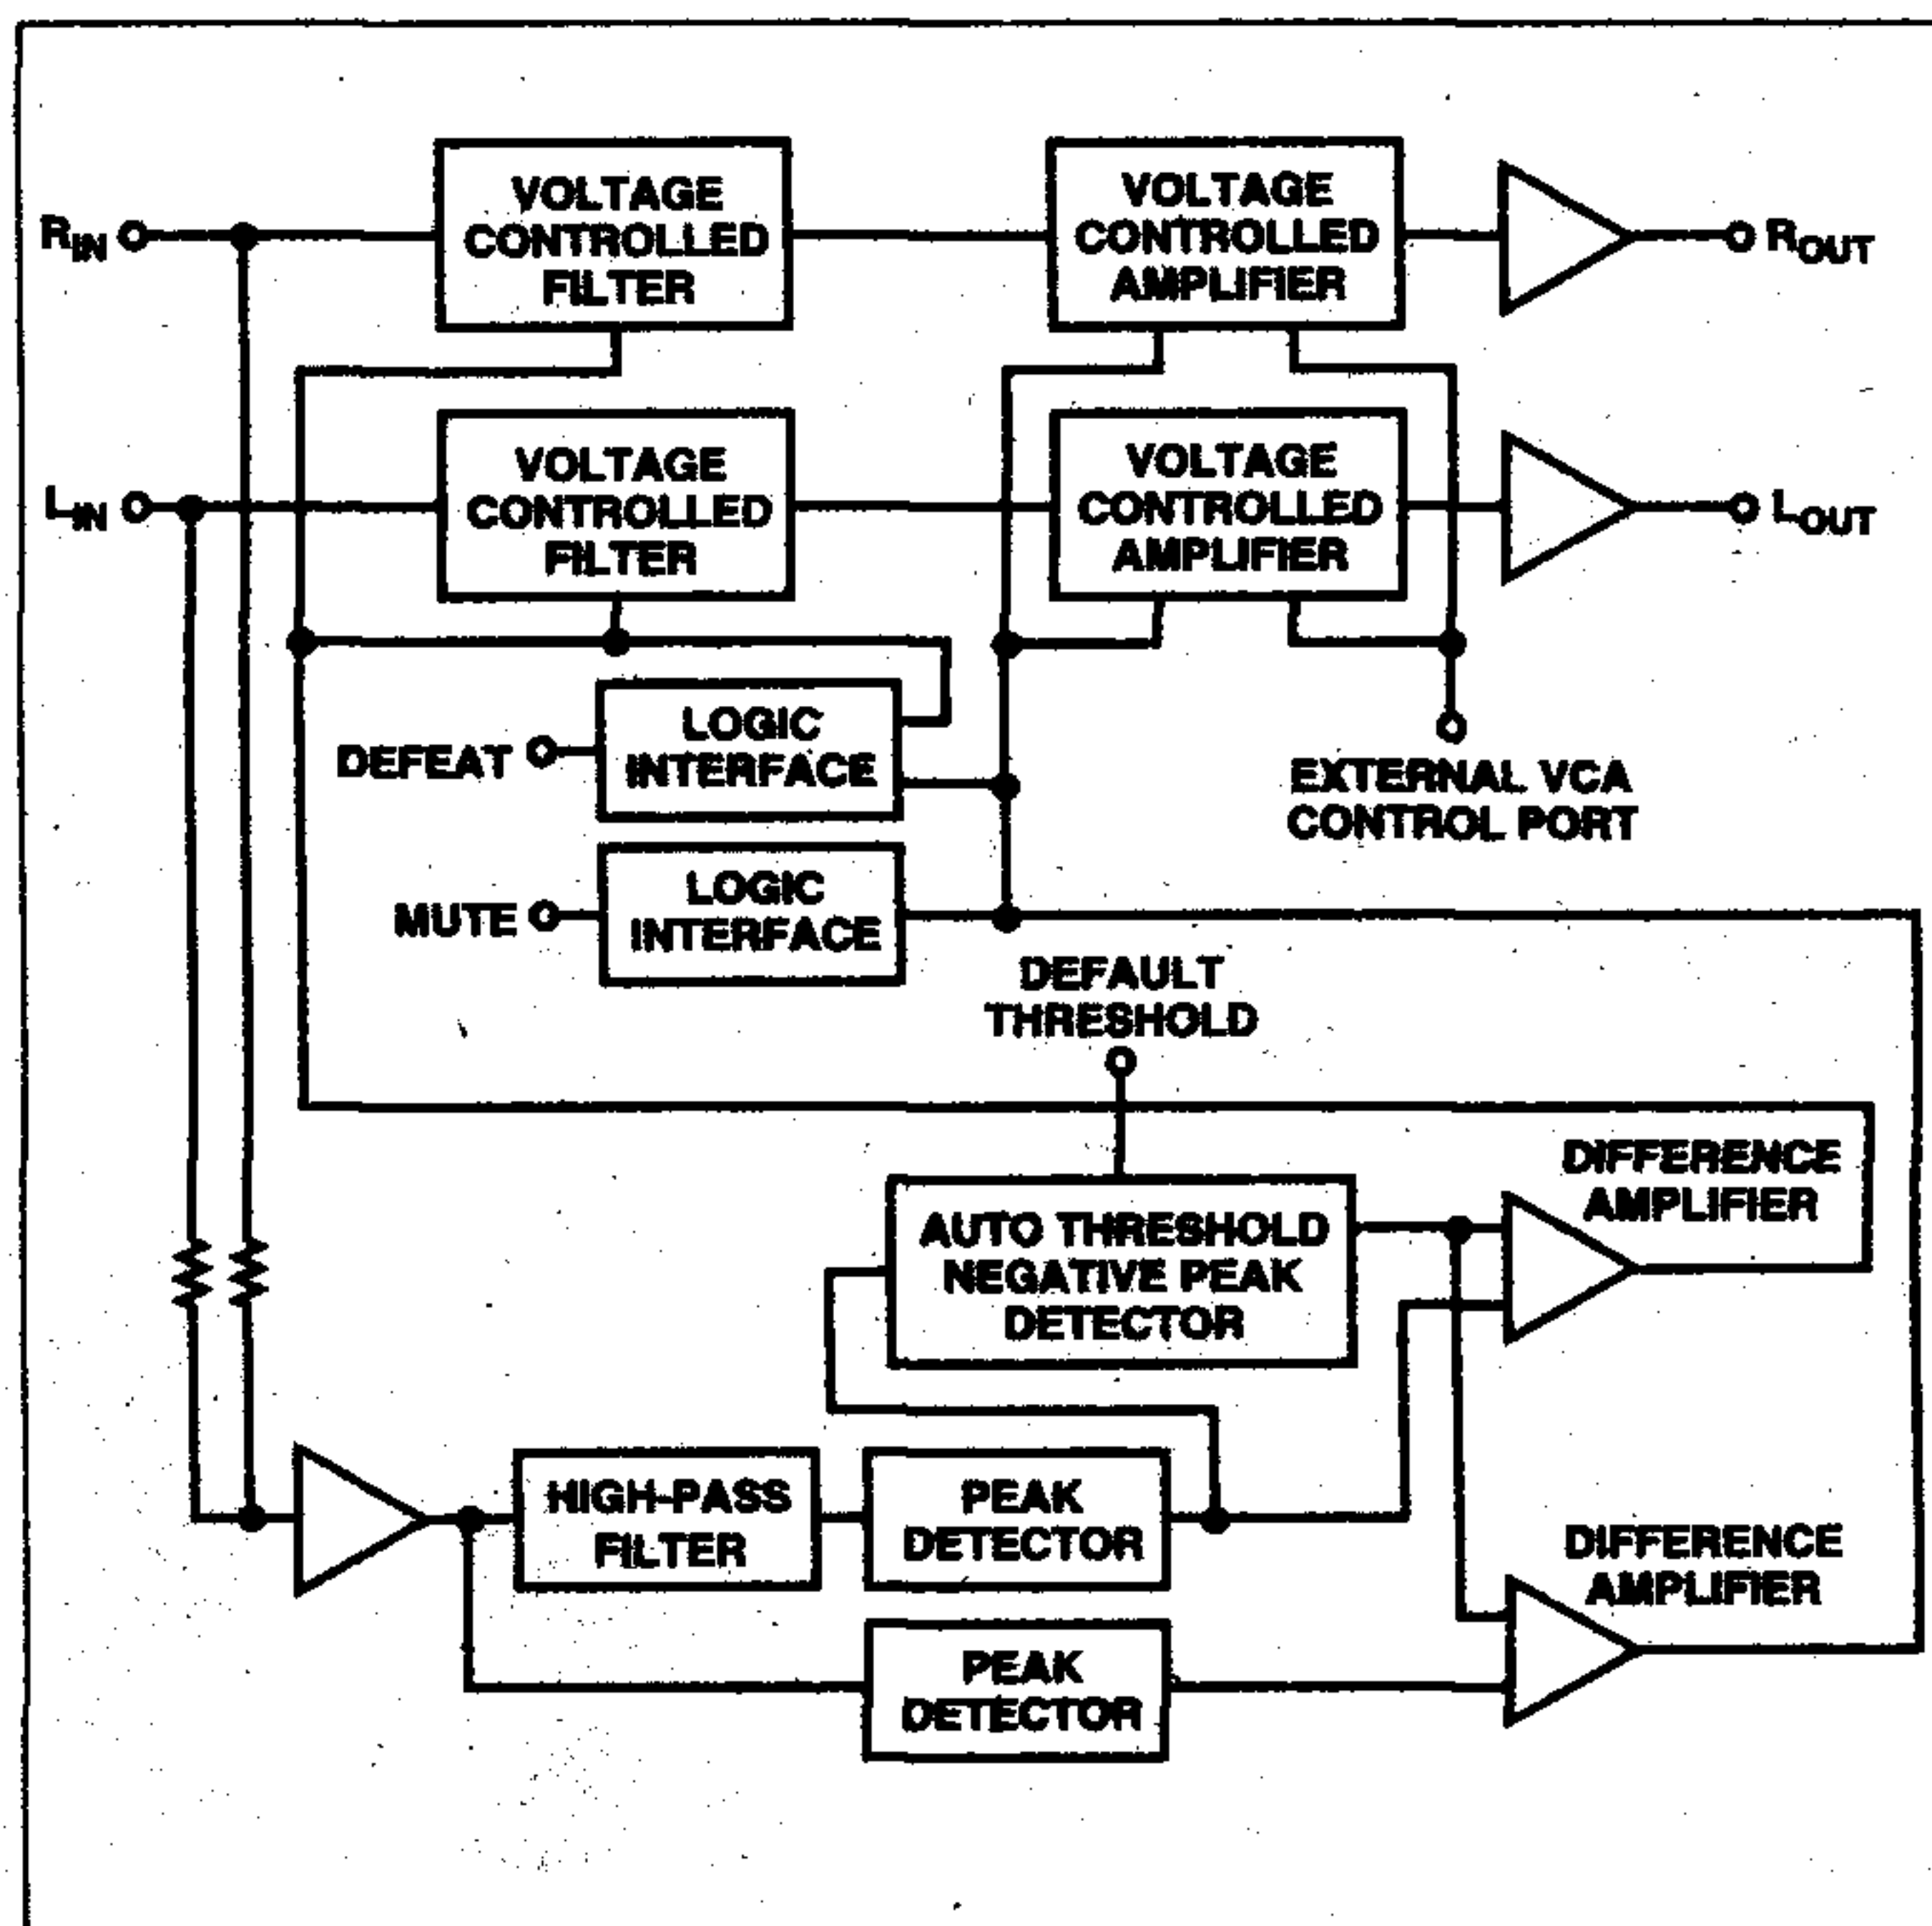 R_IN
VOLTAGE
CONTROLLED
FILTER
VOLTAGE
CONTROLLED
AMPLIFIER
R_OUT
L_IN
VOLTAGE
CONTROLLED
FILTER
VOLTAGE
CONTROLLED
AMPLIFIER
L_OUT
DEFEAT
LOGIC
INTERFACE
EXTERNAL VCA
CONTROL PORT
MUTE
LOGIC
INTERFACE
DEFAULT
THRESHOLD
AUTO THRESHOLD
NEGATIVE PEAK
DETECTOR
DIFFERENCE
AMPLIFIER
HIGH-PASS
FILTER
PEAK
DETECTOR
DIFFERENCE
AMPLIFIER
PEAK
DETECTOR